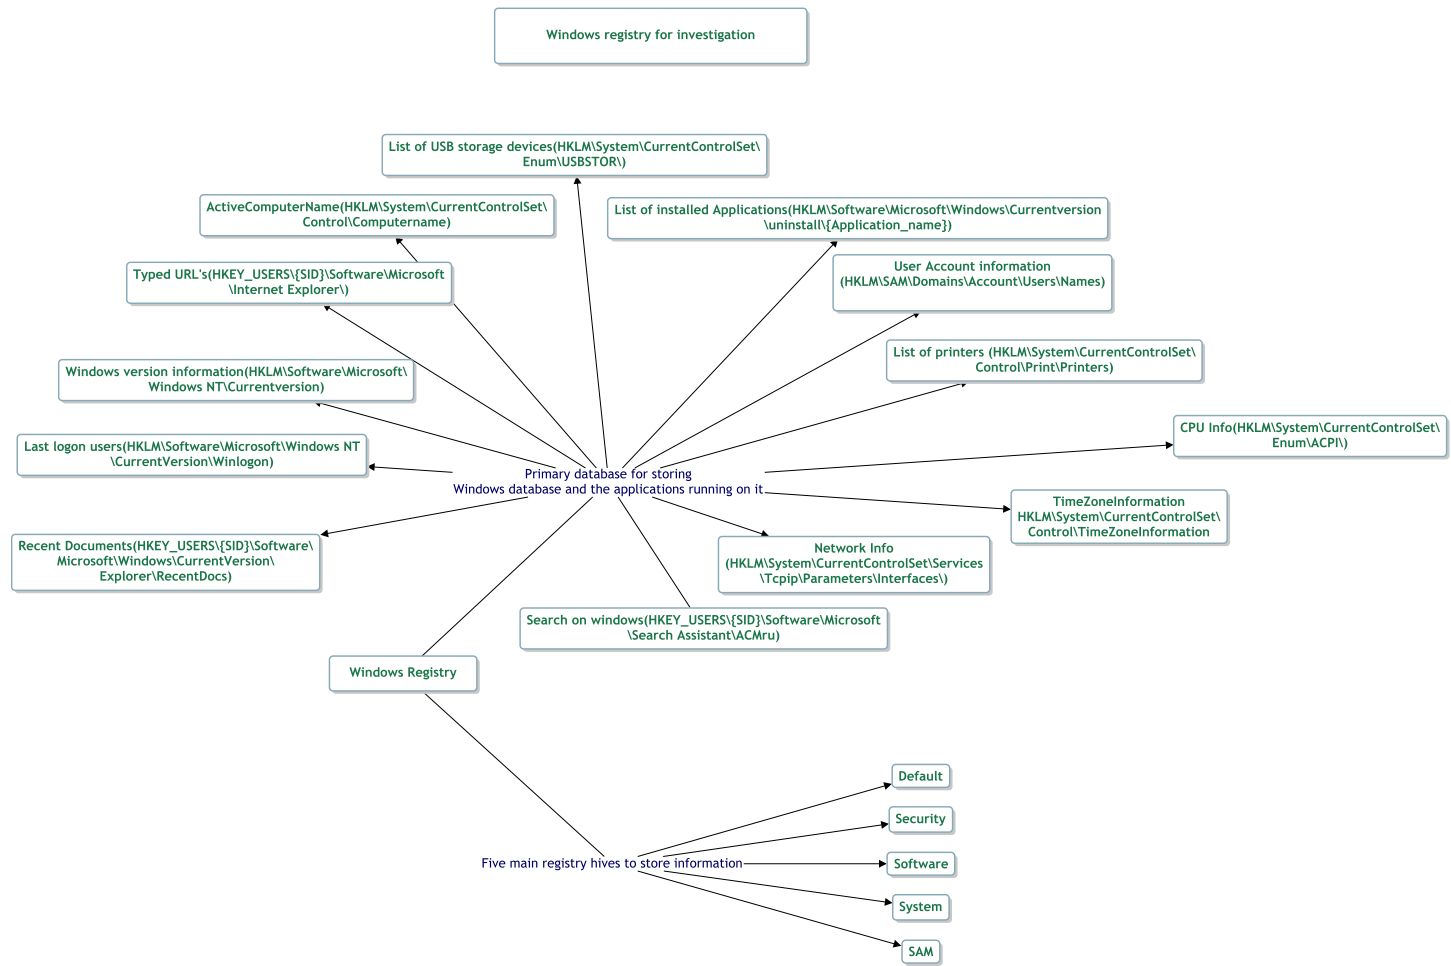 Windows registry for investigation
List of USB storage devices(HKLM\System\CurrentControlSet\
Enum\USBSTOR\)
ActiveComputerName(HKLM\System\CurrentControlSet\
Control\Computername)
List of installed Applications(HKLM\Software\Microsoft\Windows\Currentversion
\uninstall\{Application_name})
Typed URL's(HKEY_USERS\{SID}\Software\Microsoft
\Internet Explorer\)
User Account information
(HKLM\SAM\Domains\Account\Users\Names)
List of printers (HKLM\System\CurrentControlSet\
Control\Print\Printers)
Windows version information(HKLM\Software\Microsoft\
Windows NT\Currentversion)
CPU Info(HKLM\System\CurrentControlSet\
Enum\ACPI\)
Last logon users(HKLM\Software\Microsoft\Windows NT
\CurrentVersion\Winlogon)
Primary database for storing
Windows database and the applications running on it
TimeZoneInformation
HKLM\System\CurrentControlSet\
Control\TimeZoneInformation
Recent Documents(HKEY_USERS\{SID}\Software\
Microsoft\Windows\CurrentVersion\
Explorer\RecentDocs)
Network Info
(HKLM\System\CurrentControlSet\Services
\Tcpip\Parameters\Interfaces\)
Search on windows(HKEY_USERS\{SID}\Software\Microsoft
\Search Assistant\ACMru)
Windows Registry
Five main registry hives to store information
Default
Security
Software
System
SAM